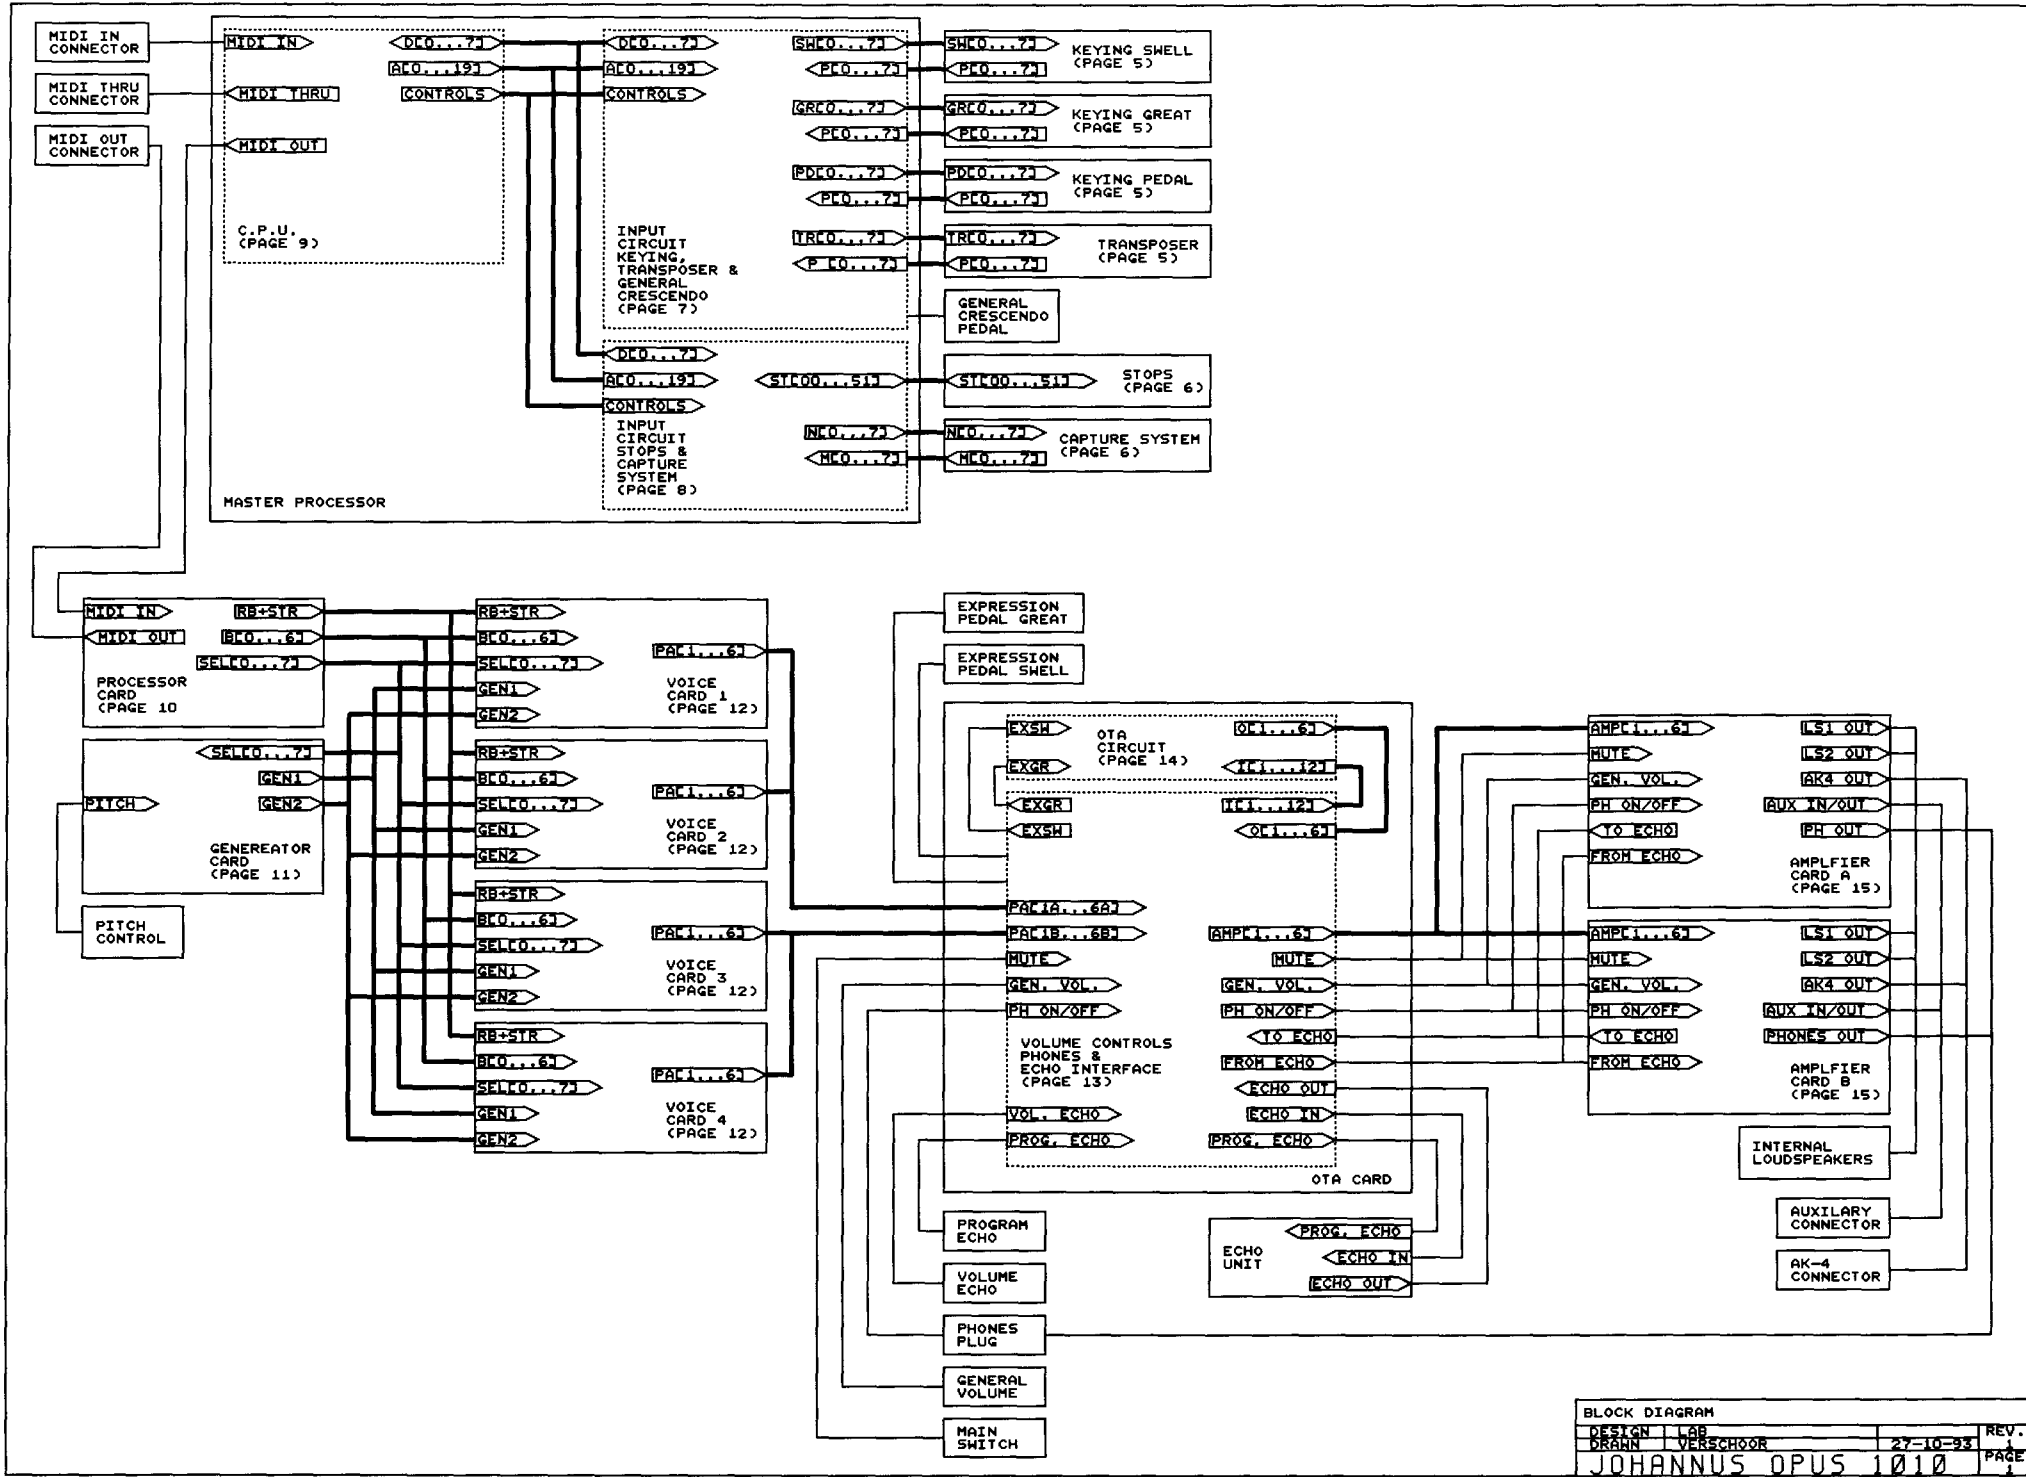 MIDI IN
CONNECTOR
MIDI THRU
CONNECTOR
MIDI OUT
CONNECTOR
MIDI IN
MIDI THRU
MIDI OUT
D[0...7]
A[0...19]
CONTROLS
C.P.U.
(PAGE 9)
D[0...7]
A[0...19]
CONTROLS
INPUT
CIRCUIT
KEYING,
TRANSPOSER &
GENERAL
CRESCENDO
(PAGE 7)
SW[0...7]
P[0...7]
GR[0...7]
P[0...7]
PD[0...7]
P[0...7]
TR[0...7]
P [0...7]
SW[0...7]
P[0...7]
KEYING SWELL
(PAGE 5)
GR[0...7]
P[0...7]
KEYING GREAT
(PAGE 5)
PD[0...7]
P[0...7]
KEYING PEDAL
(PAGE 5)
TR[0...7]
P[0...7]
TRANSPOSER
(PAGE 5)
GENERAL
CRESCENDO
PEDAL
D[0...7]
A[0...19]
CONTROLS
INPUT
CIRCUIT
STOPS &
CAPTURE
SYSTEM
(PAGE 8)
ST[00...51]
N[0...7]
M[0...7]
ST[00...51]
STOPS
(PAGE 6)
N[0...7]
M[0...7]
CAPTURE SYSTEM
(PAGE 6)
MASTER PROCESSOR
MIDI IN
MIDI OUT
RB+STR
B[0...6]
SEL[0...7]
PROCESSOR
CARD
(PAGE 10
SEL[0...7]
GEN1
GEN2
PITCH
GENEREATOR
CARD
(PAGE 11)
PITCH
CONTROL
RB+STR
B[0...6]
SEL[0...7]
GEN1
GEN2
PA[1...6]
VOICE
CARD 1
(PAGE 12)
RB+STR
B[0...6]
SEL[0...7]
GEN1
GEN2
PA[1...6]
VOICE
CARD 2
(PAGE 12)
RB+STR
B[0...6]
SEL[0...7]
GEN1
GEN2
PA[1...6]
VOICE
CARD 3
(PAGE 12)
RB+STR
B[0...6]
SEL[0...7]
GEN1
GEN2
PA[1...6]
VOICE
CARD 4
(PAGE 12)
EXPRESSION
PEDAL GREAT
EXPRESSION
PEDAL SWELL
EXSW
EXGR
OTA
CIRCUIT
(PAGE 14)
O[1...6]
I[1...12]
EXGR
EXSW
I[1...12]
O[1...6]
PA[1A...6A]
PA[1B...6B]
MUTE
GEN. VOL.
PH ON/OFF
VOLUME CONTROLS
PHONES &
ECHO INTERFACE
(PAGE 13)
VOL. ECHO
PROG. ECHO
AMP[1...6]
MUTE
GEN. VOL.
PH ON/OFF
TO ECHO
FROM ECHO
ECHO OUT
ECHO IN
PROG. ECHO
OTA CARD
AMP[1...6]
MUTE
GEN. VOL.
PH ON/OFF
TO ECHO
FROM ECHO
LS1 OUT
LS2 OUT
AK4 OUT
AUX IN/OUT
PH OUT
AMPLFIER
CARD A
(PAGE 15)
AMP[1...6]
MUTE
GEN. VOL.
PH ON/OFF
TO ECHO
FROM ECHO
LS1 OUT
LS2 OUT
AK4 OUT
AUX IN/OUT
PHONES OUT
AMPLFIER
CARD B
(PAGE 15)
INTERNAL
LOUDSPEAKERS
AUXILARY
CONNECTOR
AK-4
CONNECTOR
PROGRAM
ECHO
VOLUME
ECHO
PHONES
PLUG
GENERAL
VOLUME
MAIN
SWITCH
ECHO
UNIT
PROG. ECHO
ECHO IN
ECHO OUT
BLOCK DIAGRAM
DESIGN LAB
DRAWN VERSCHOOR 27-10-93
REV.
1
JOHANNUS OPUS 1010
PAGE
1